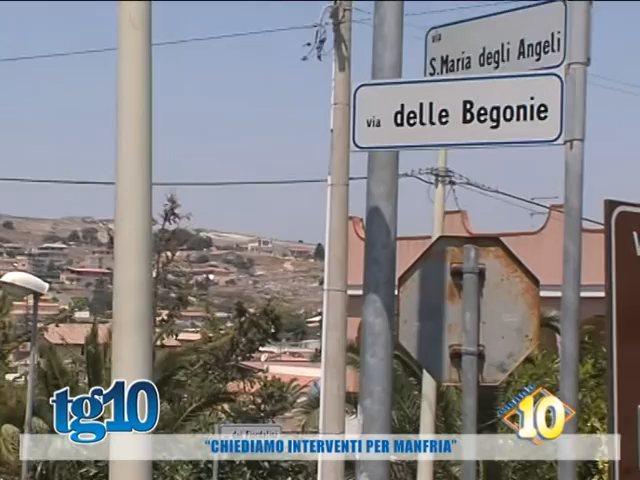 via
S.Maria degli Angeli
via delle Begonie
tg10
10
"CHIEDIAMO INTERVENTI PER MANFRIA"